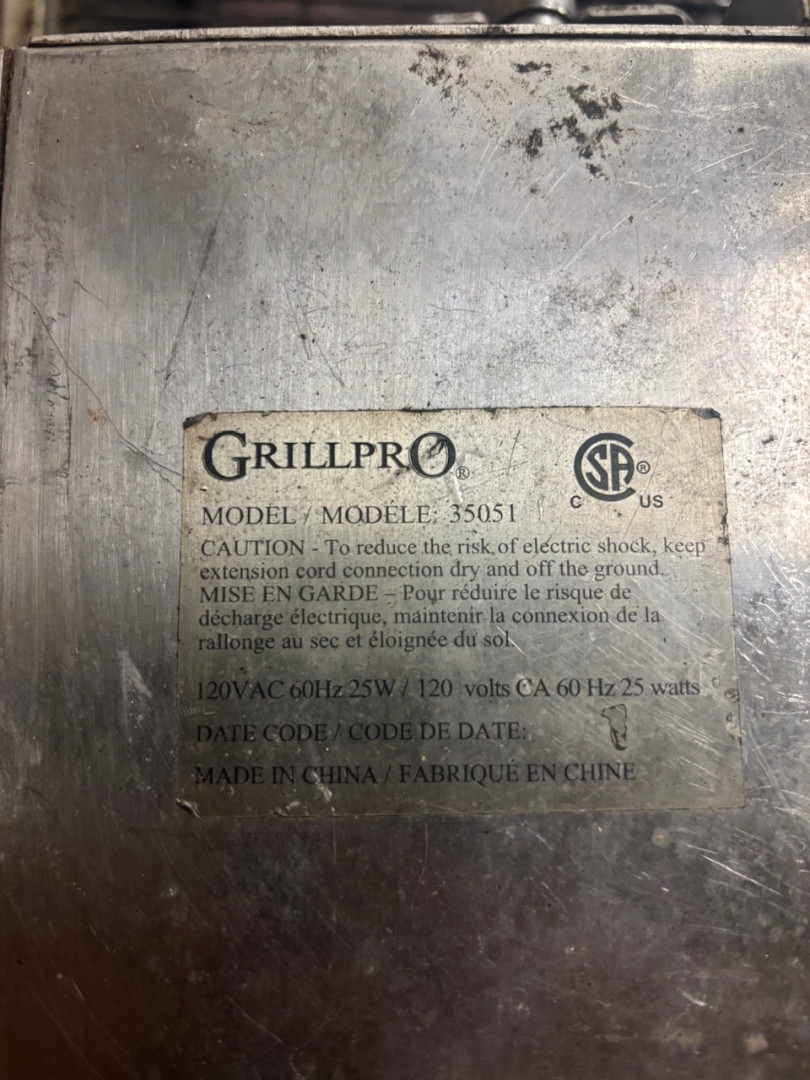 GRILLPRO®
CSA®
C US
MODEL / MODÈLE: 35051
CAUTION - To reduce the risk of electric shock, keep
extension cord connection dry and off the ground.
MISE EN GARDE – Pour réduire le risque de
décharge électrique, maintenir la connexion de la
rallonge au sec et éloignée du sol.
120VAC 60Hz 25W / 120 volts CA 60 Hz 25 watts
DATE CODE / CODE DE DATE:
MADE IN CHINA / FABRIQUÉ EN CHINE